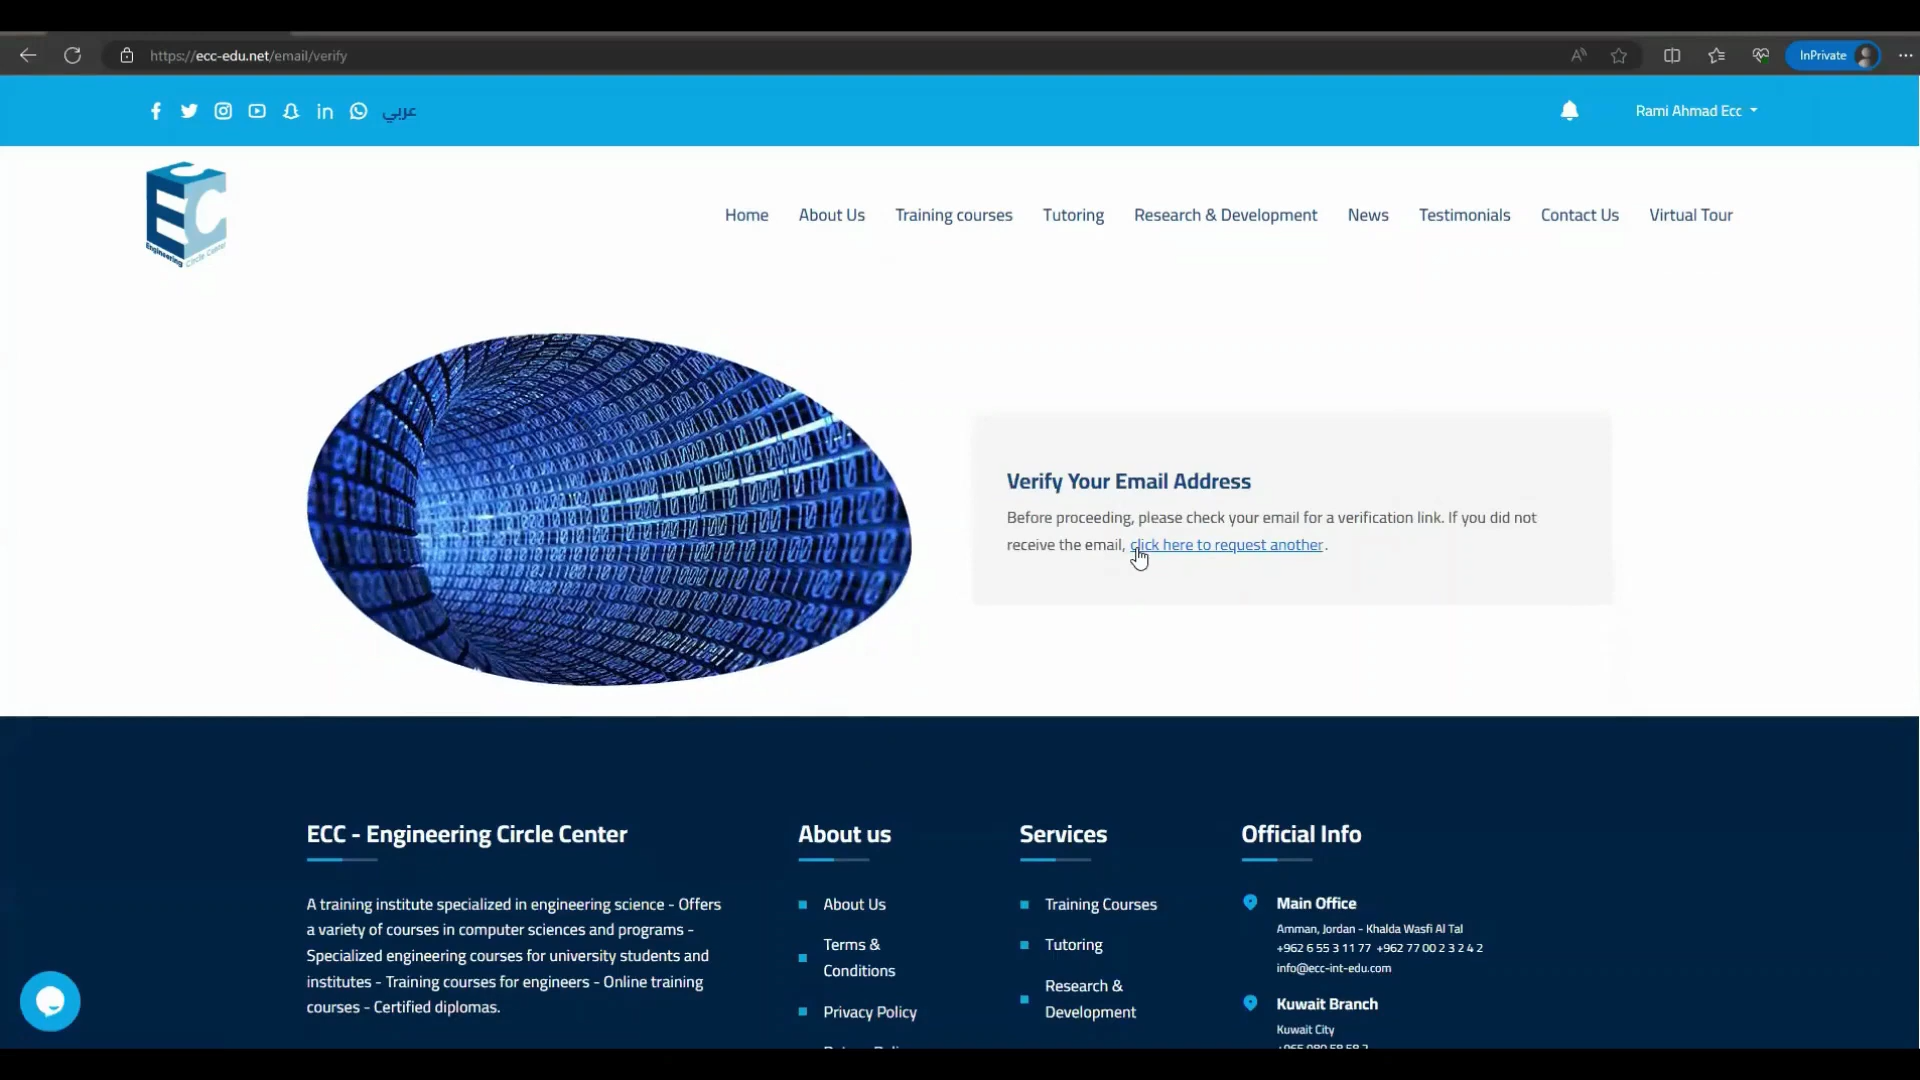 https://ecc-edu.net/email/verify
InPrivate
عربي
Rami Ahmad Ecc
ECC
Engineering Circle Center
Home
About Us
Training courses
Tutoring
Research & Development
News
Testimonials
Contact Us
Virtual Tour
Verify Your Email Address
Before proceeding, please check your email for a verification link. If you did not
receive the email, click here to request another.
ECC - Engineering Circle Center
A training institute specialized in engineering science - Offers
a variety of courses in computer sciences and programs -
Specialized engineering courses for university students and
institutes - Training courses for engineers - Online training
courses - Certified diplomas.
About us
About Us
Terms &
Conditions
Privacy Policy
Services
Training Courses
Tutoring
Research &
Development
Official Info
Main Office
Amman, Jordan - Khalda Wasfi Al Tal
+962 6 55 3 11 77 +962 77 00 2 3 2 4 2
info@ecc-int-edu.com
Kuwait Branch
Kuwait City